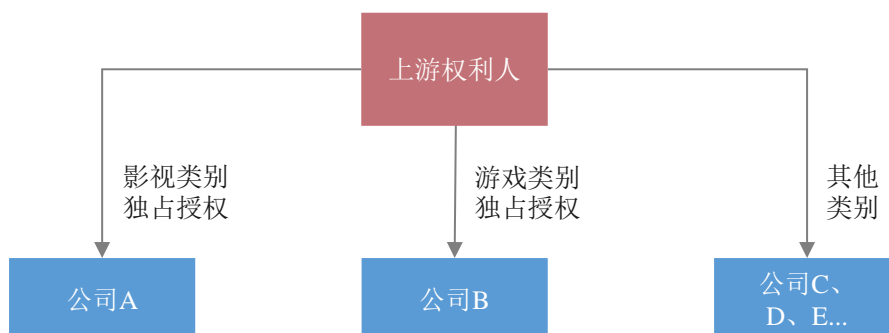 上游权利人
影视类别
独占授权
游戏类别
独占授权
其他
类别
公司A
公司B
公司C、
D、E...